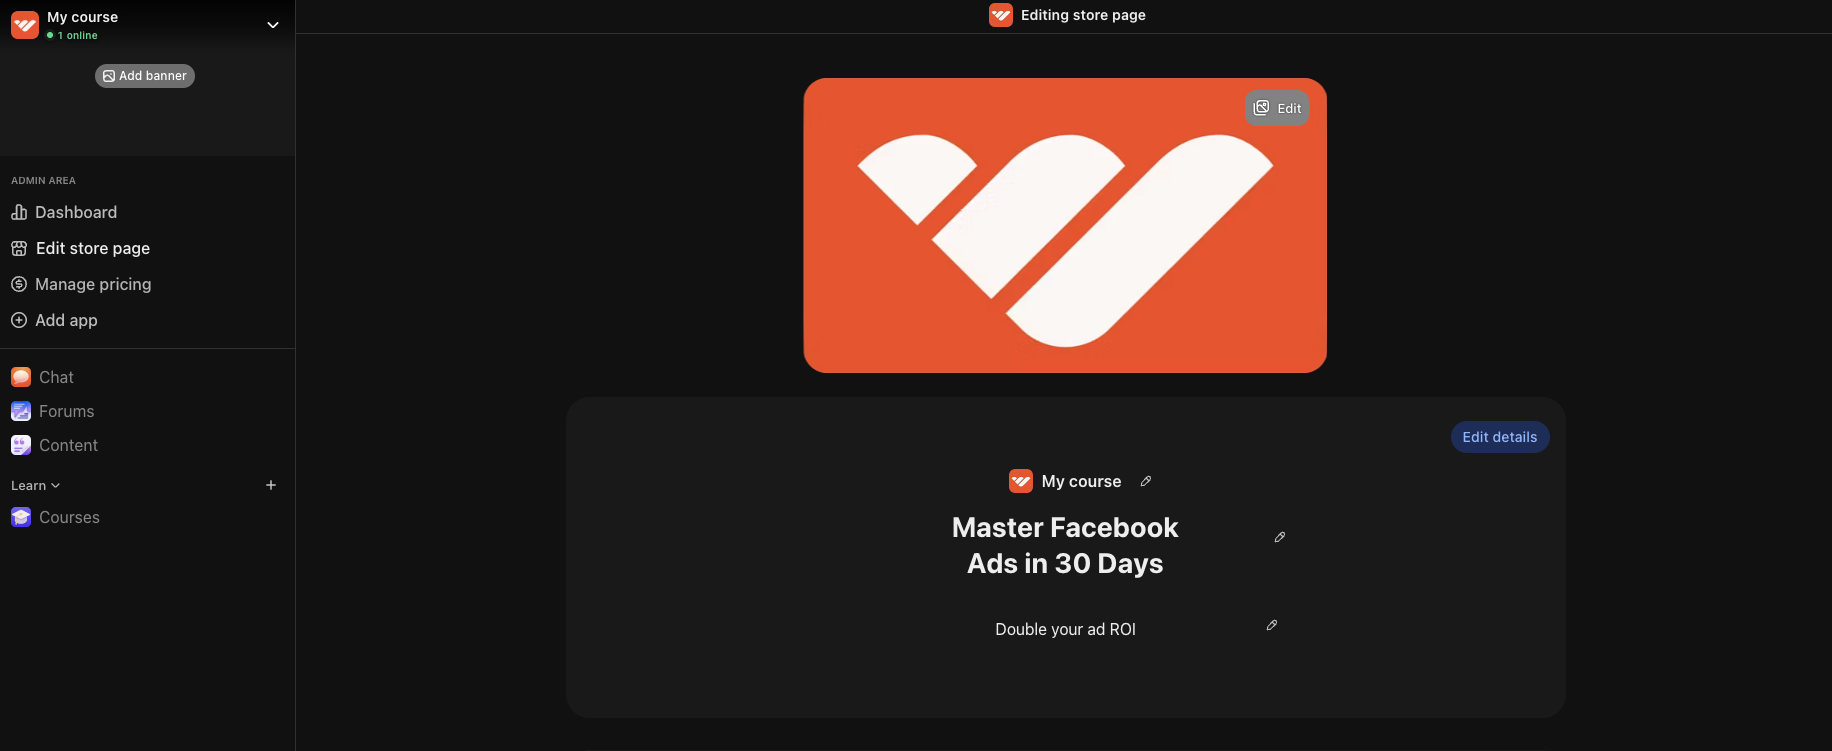 My course
1 online
Add banner
ADMIN AREA
Dashboard
Edit store page
Manage pricing
Add app
Chat
Forums
Content
Learn
Courses
Editing store page
Edit
Edit details
My course
Master Facebook
Ads in 30 Days
Double your ad ROI